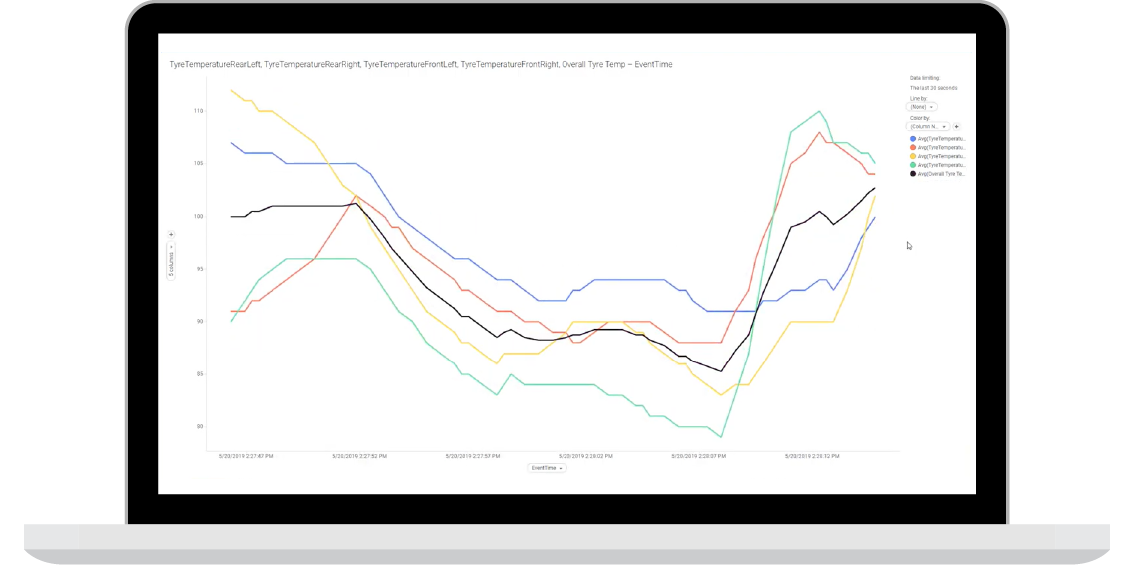 TyreTemperatureRearLeft, TyreTemperatureRearRight, TyreTemperatureFrontLeft, TyreTemperatureFrontRight, Overall Tyre Temp – EventTime
Data limiting:
The last 30 seconds
Line by:
(None)
Color by:
(Column N...
Avg(TyreTemperatu...
Avg(TyreTemperatu...
Avg(TyreTemperatu...
Avg(TyreTemperatu...
Avg(Overall Tyre Te...
110
105
100
95
90
85
80
5 columns
5/20/2019 2:27:47 PM
5/20/2019 2:27:52 PM
5/20/2019 2:27:57 PM
5/20/2019 2:28:02 PM
5/20/2019 2:28:07 PM
5/20/2019 2:28:12 PM
EventTime